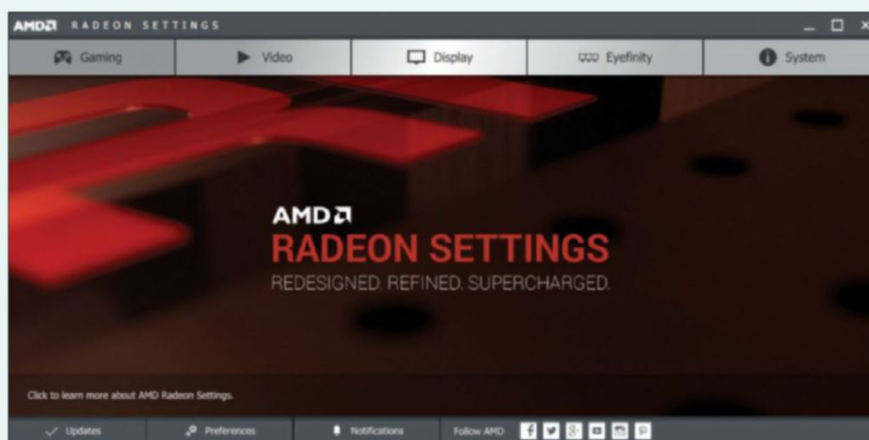 AMD RADEON SETTINGS
Gaming Video Display Eyefinity System
AMD
RADEON SETTINGS
REDESIGNED. REFINED. SUPERCHARGED.
Click to learn more about AMD Radeon Settings.
Updates Preferences Notifications Follow AMD